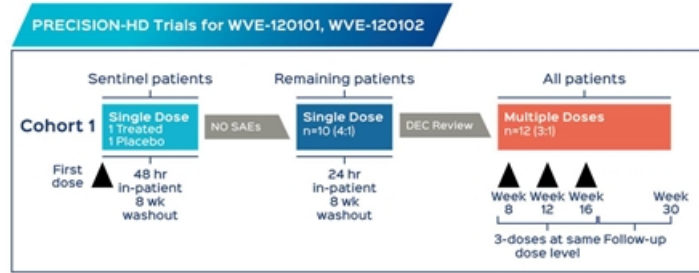 PRECISION-HD Trials for WVE-120101, WVE-120102
Sentinel patients
Remaining patients
All patients
Cohort 1
Single Dose
1 Treated
1 Placebo
NO SAEs
Single Dose
n=10 (4:1)
DEC Review
Multiple Doses
n=12 (3:1)
First
dose
48 hr
in-patient
8 wk
washout
24 hr
in-patient
8 wk
washout
Week
8
Week
12
Week
16
Week
30
3-doses at same
dose level
Follow-up